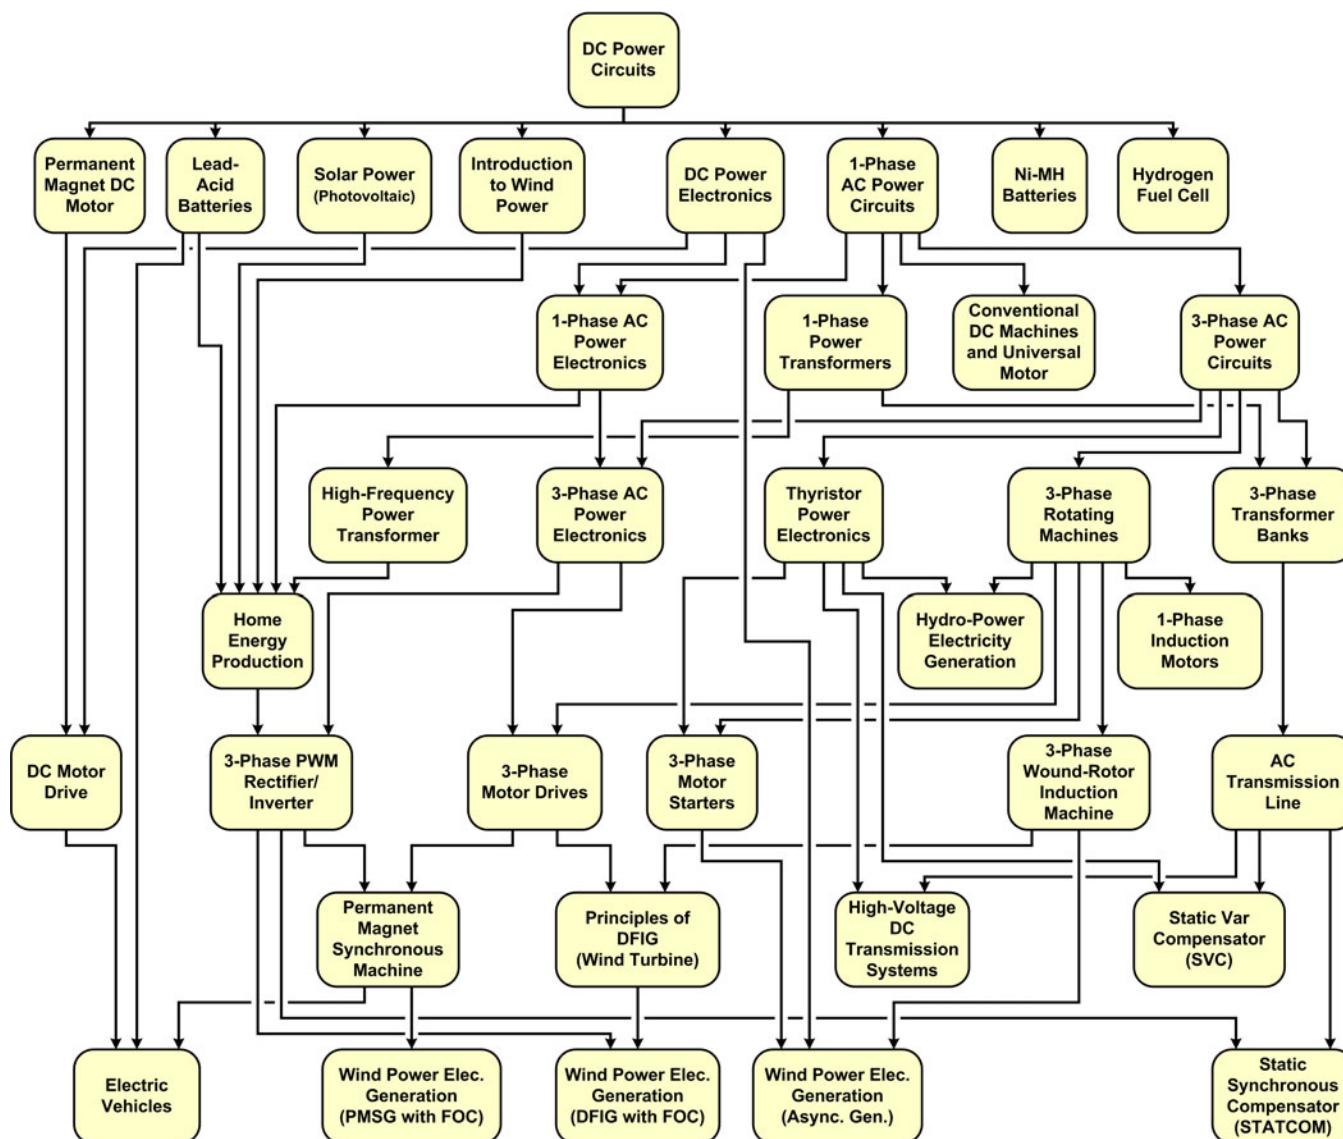 DC Power
Circuits
Permanent
Magnet DC
Motor
Lead-
Acid
Batteries
Solar Power
(Photovoltaic)
Introduction
to Wind
Power
DC Power
Electronics
1-Phase
AC Power
Circuits
Ni-MH
Batteries
Hydrogen
Fuel Cell
1-Phase AC
Power
Electronics
1-Phase
Power
Transformers
Conventional
DC Machines
and Universal
Motor
3-Phase AC
Power
Circuits
High-Frequency
Power
Transformer
3-Phase AC
Power
Electronics
Thyristor
Power
Electronics
3-Phase
Rotating
Machines
3-Phase
Transformer
Banks
Home
Energy
Production
Hydro-Power
Electricity
Generation
1-Phase
Induction
Motors
DC Motor
Drive
3-Phase PWM
Rectifier/
Inverter
3-Phase
Motor Drives
3-Phase
Motor
Starters
3-Phase
Wound-Rotor
Induction
Machine
AC
Transmission
Line
Permanent
Magnet
Synchronous
Machine
Principles of
DFIG
(Wind Turbine)
High-Voltage
DC
Transmission
Systems
Static Var
Compensator
(SVC)
Electric
Vehicles
Wind Power Elec.
Generation
(PMSG with FOC)
Wind Power Elec.
Generation
(DFIG with FOC)
Wind Power Elec.
Generation
(Async. Gen.)
Static
Synchronous
Compensator
(STATCOM)